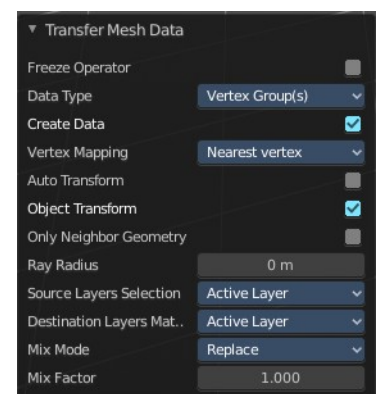 Transfer Mesh Data
Freeze Operator
Data Type Vertex Group(s)
Create Data
Vertex Mapping Nearest vertex
Auto Transform
Object Transform
Only Neighbor Geometry
Ray Radius 0 m
Source Layers Selection Active Layer
Destination Layers Mat.. Active Layer
Mix Mode Replace
Mix Factor 1.000